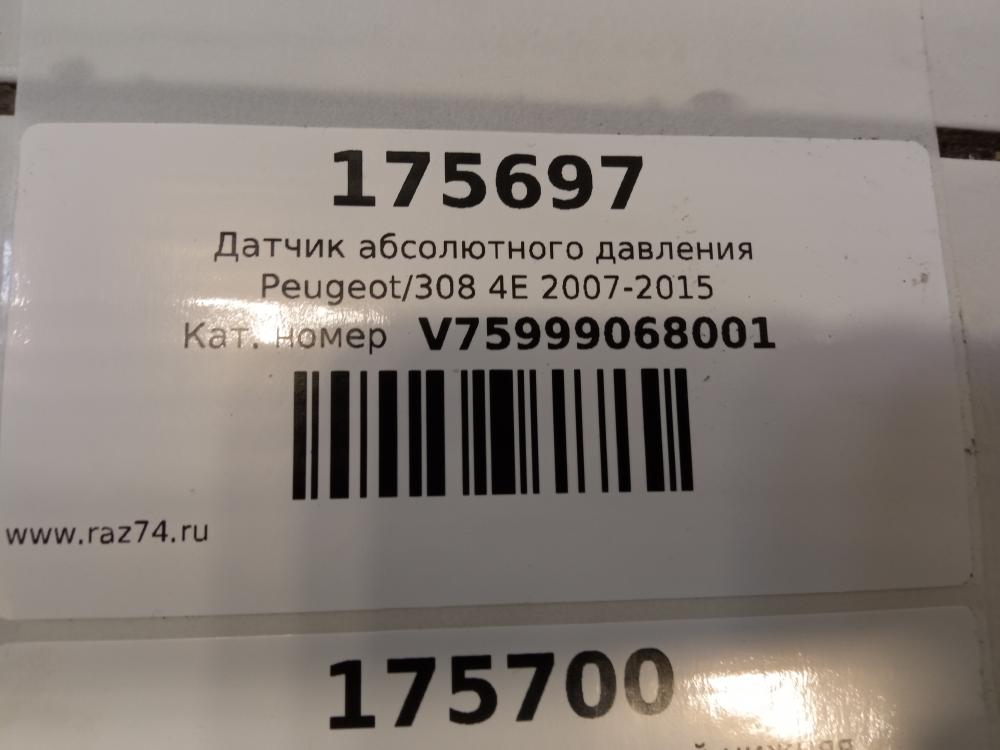 175697
Датчик абсолютного давления
Peugeot/308 4E 2007-2015
Кат. номер V75999068001
www.raz74.ru
175700